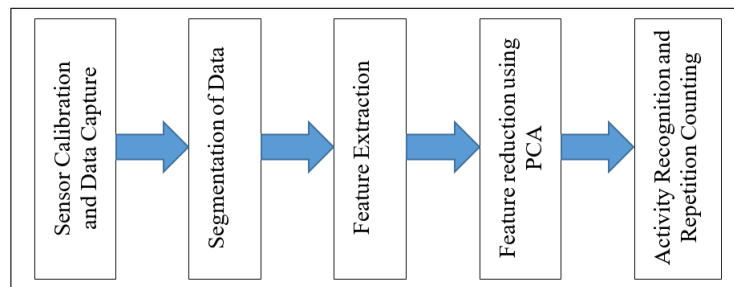 Sensor Calibration
and Data Capture
Segmentation of Data
Feature Extraction
Feature reduction using
PCA
Activity Recognition and
Repetition Counting